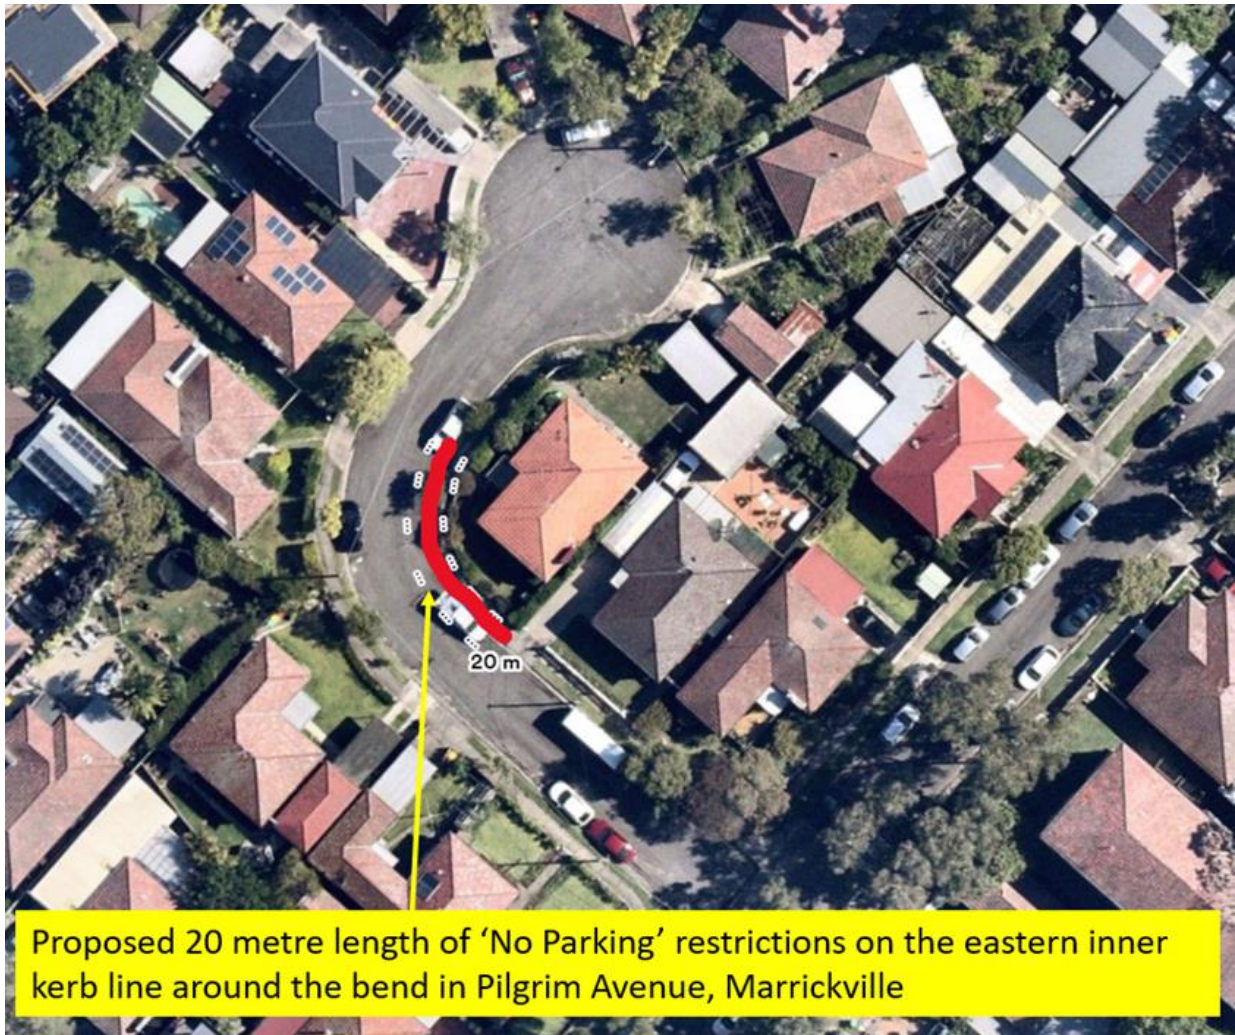 20 m
Proposed 20 metre length of ‘No Parking’ restrictions on the eastern inner
kerb line around the bend in Pilgrim Avenue, Marrickville